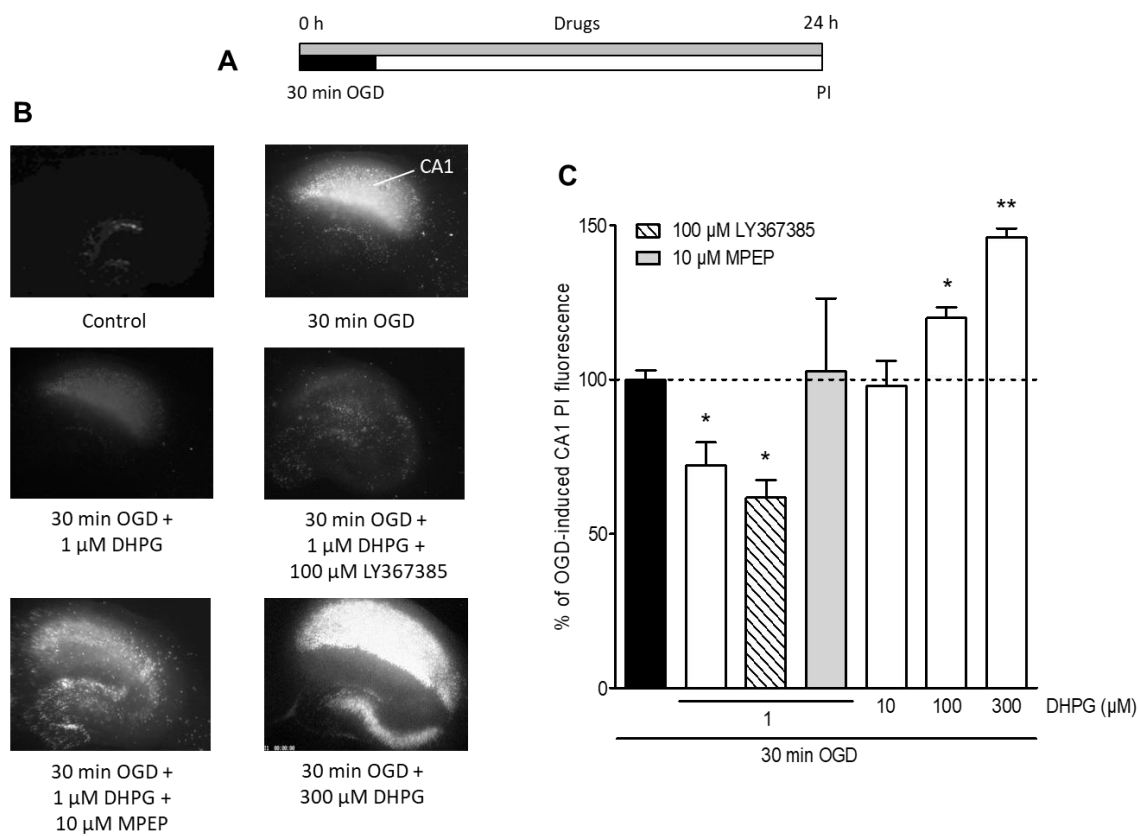 0 h Drugs 24 h
A
30 min OGD PI
B
CA1
Control
30 min OGD
30 min OGD +
1 µM DHPG
30 min OGD +
1 µM DHPG +
100 µM LY367385
30 min OGD +
1 µM DHPG +
10 µM MPEP
30 min OGD +
300 µM DHPG
C
% of OGD-induced CA1 PI fluorescence
150
100
50
0
100 µM LY367385
10 µM MPEP
*
*
*
**
1 10 100 300 DHPG (µM)
30 min OGD